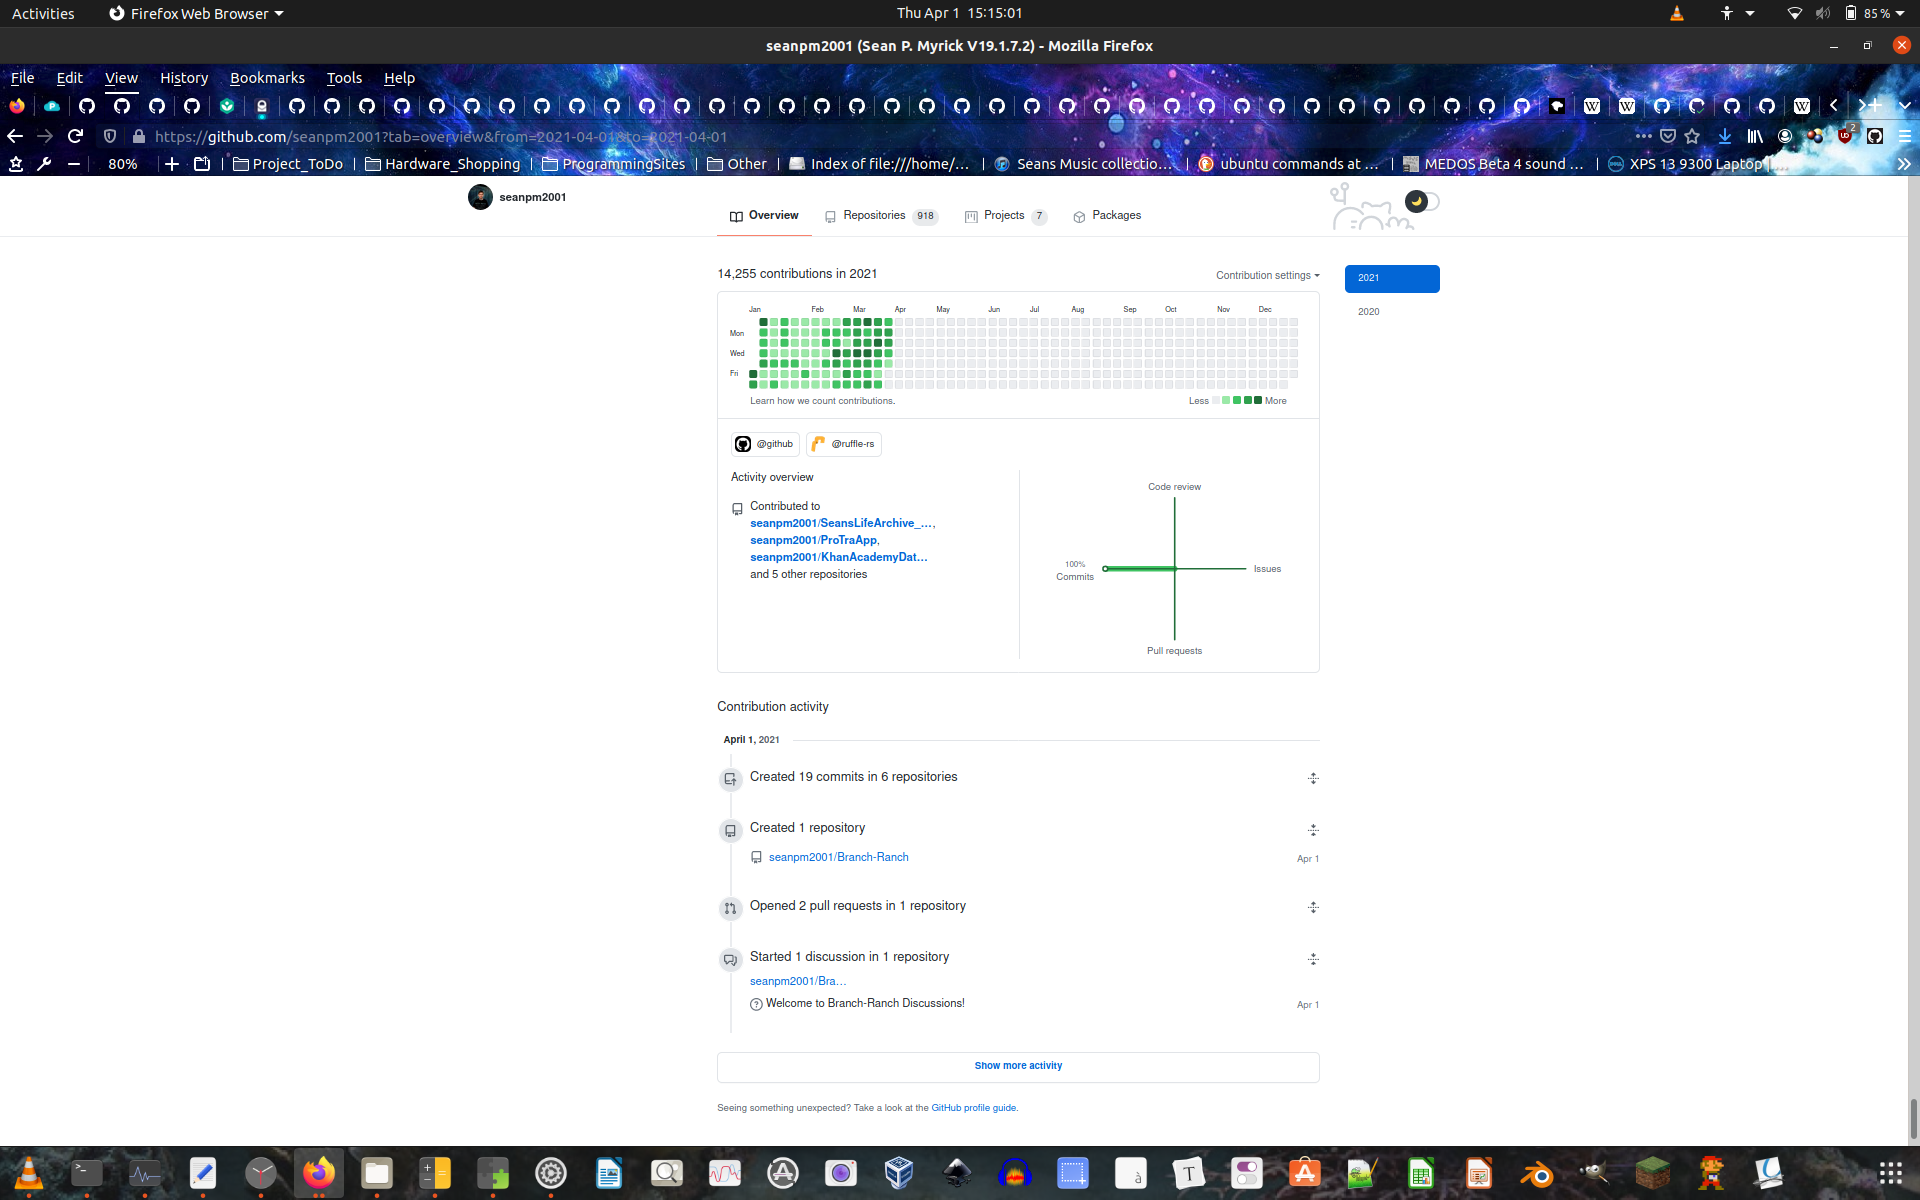 Activities Firefox Web Browser Thu Apr 1 15:15:01 85 %
seanpm2001 (Sean P. Myrick V19.1.7.2) - Mozilla Firefox
File Edit View History Bookmarks Tools Help
https://github.com/seanpm2001?tab=overview&from=2021-04-01&to=2021-04-01
80% Project_ToDo Hardware_Shopping ProgrammingSites Other Index of file:///home/… Seans Music collectio… ubuntu commands at … MEDOS Beta 4 sound … XPS 13 9300 Laptop
seanpm2001
Overview Repositories 918 Projects 7 Packages
14,255 contributions in 2021 Contribution settings 2021
2020
Jan Feb Mar Apr May Jun Jul Aug Sep Oct Nov Dec
Mon
Wed
Fri
Learn how we count contributions. Less More
@github @ruffle-rs
Activity overview
Contributed to
seanpm2001/SeansLifeArchive_…,
seanpm2001/ProTraApp,
seanpm2001/KhanAcademyDat…
and 5 other repositories
Code review
100%
Commits
Issues
Pull requests
Contribution activity
April 1, 2021
Created 19 commits in 6 repositories
Created 1 repository
seanpm2001/Branch-Ranch Apr 1
Opened 2 pull requests in 1 repository
Started 1 discussion in 1 repository
seanpm2001/Bra…
Welcome to Branch-Ranch Discussions! Apr 1
Show more activity
Seeing something unexpected? Take a look at the GitHub profile guide.